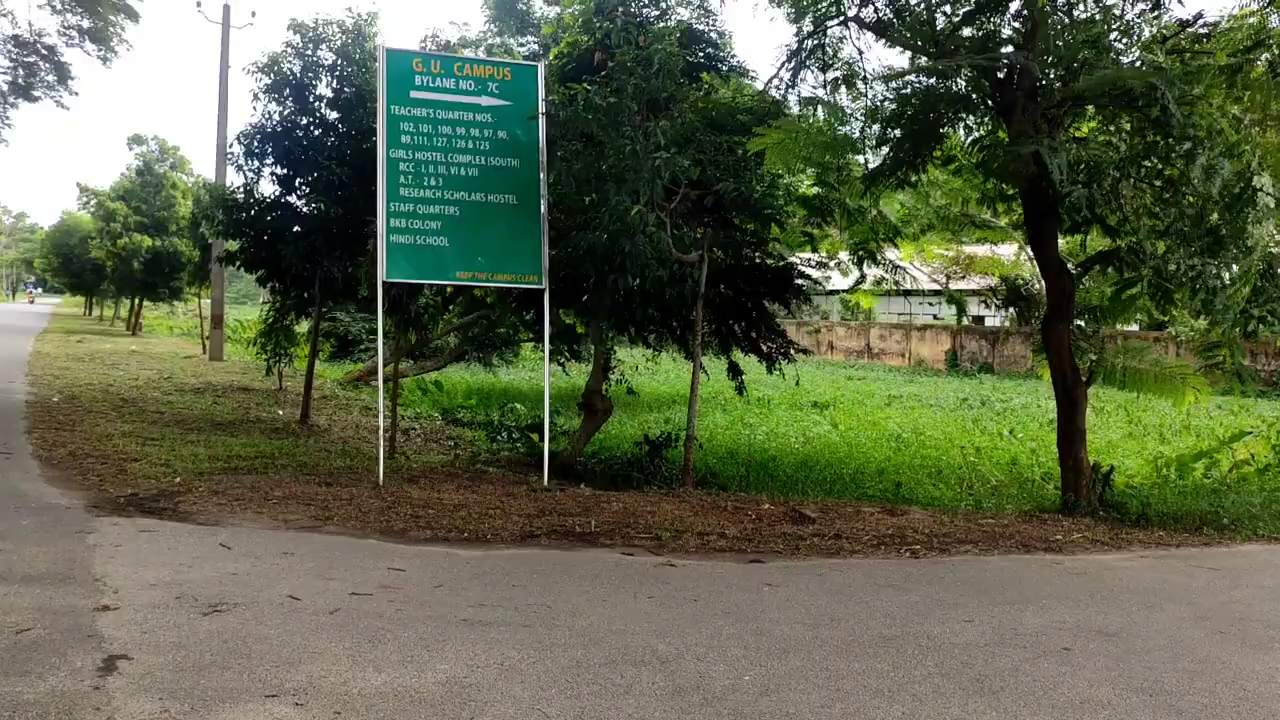 G. U. CAMPUS
BYLANE NO.- 7C
TEACHER'S QUARTER NOS.-
102, 101, 100, 99, 98, 97, 90,
89,111, 127, 126 & 125
GIRLS HOSTEL COMPLEX (SOUTH)
RCC - I, II, III, VI & VII
A.T. - 2 & 3
RESEARCH SCHOLARS HOSTEL
STAFF QUARTERS
BKB COLONY
HINDI SCHOOL
KEEP THE CAMPUS CLEAN